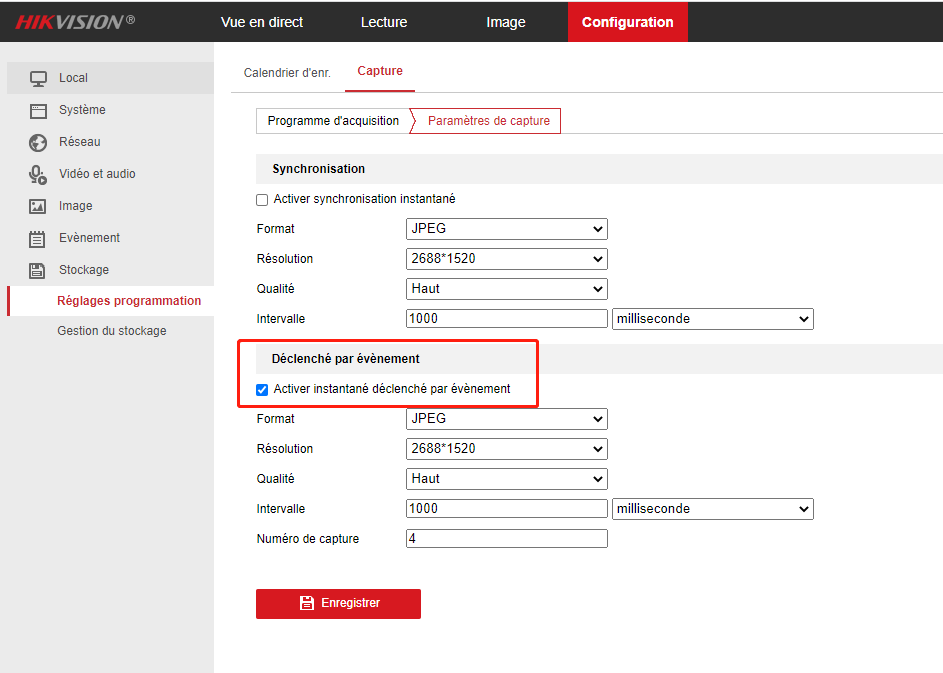 HIKVISION®
Vue en direct
Lecture
Image
Configuration
Local
Système
Réseau
Vidéo et audio
Image
Evènement
Stockage
Réglages programmation
Gestion du stockage
Calendrier d'enr.
Capture
Programme d'acquisition
Paramètres de capture
Synchronisation
Activer synchronisation instantané
Format JPEG
Résolution 2688*1520
Qualité Haut
Intervalle 1000 milliseconde
Déclenché par évènement
Activer instantané déclenché par évènement
Format JPEG
Résolution 2688*1520
Qualité Haut
Intervalle 1000 milliseconde
Numéro de capture 4
Enregistrer